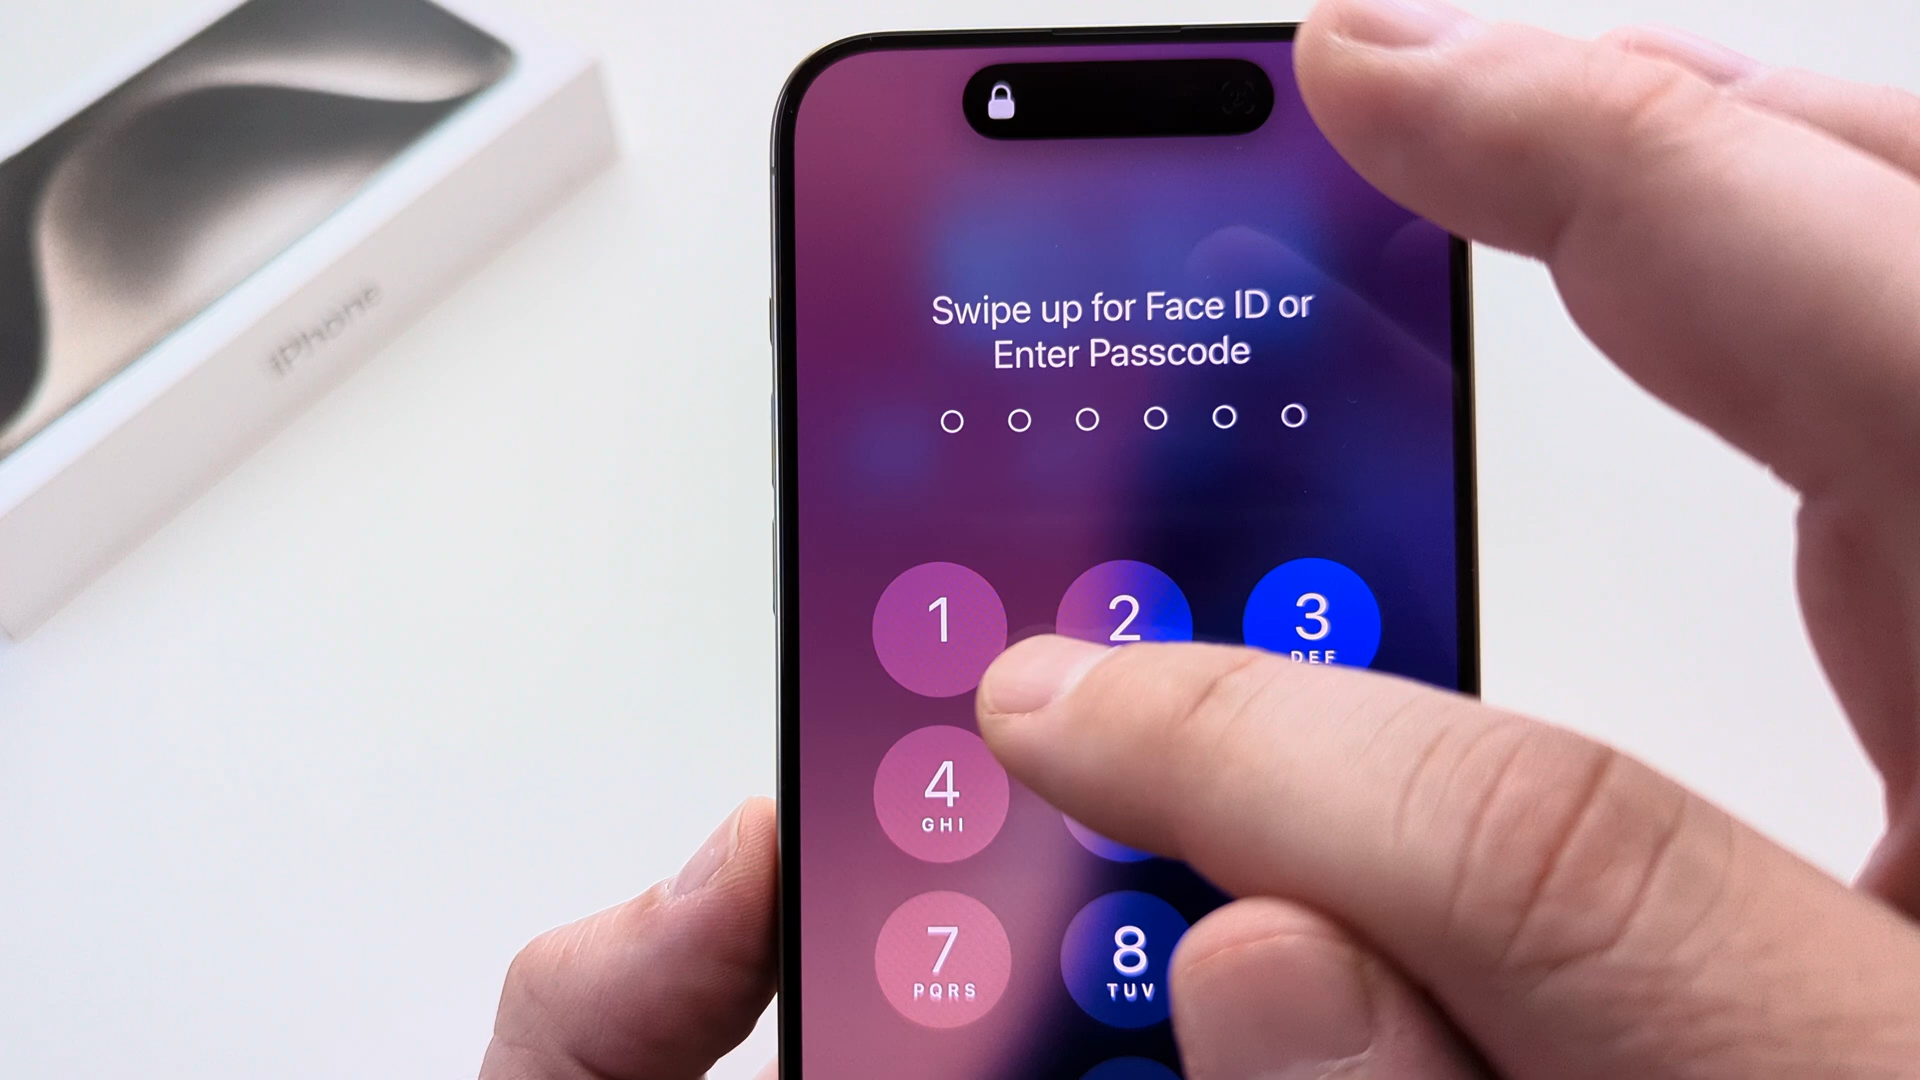 iPhone
Swipe up for Face ID or
Enter Passcode
1
2
3
DEF
4
GHI
7
PQRS
8
TUV